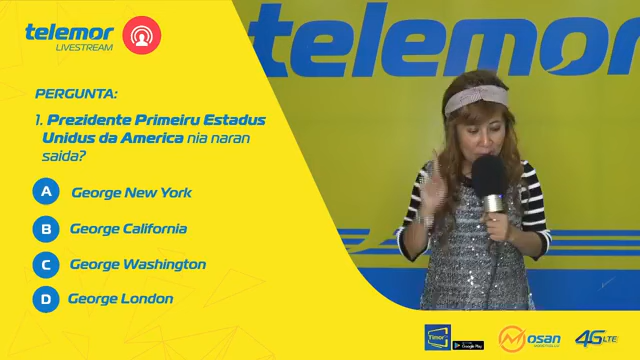 telemor
LIVESTREAM
telemor
PERGUNTA:
1. Prezidente Primeiru Estadus
Unidus da America nia naran
saida?
A George New York
B George California
C George Washington
D George London
Mosan
4G LTE